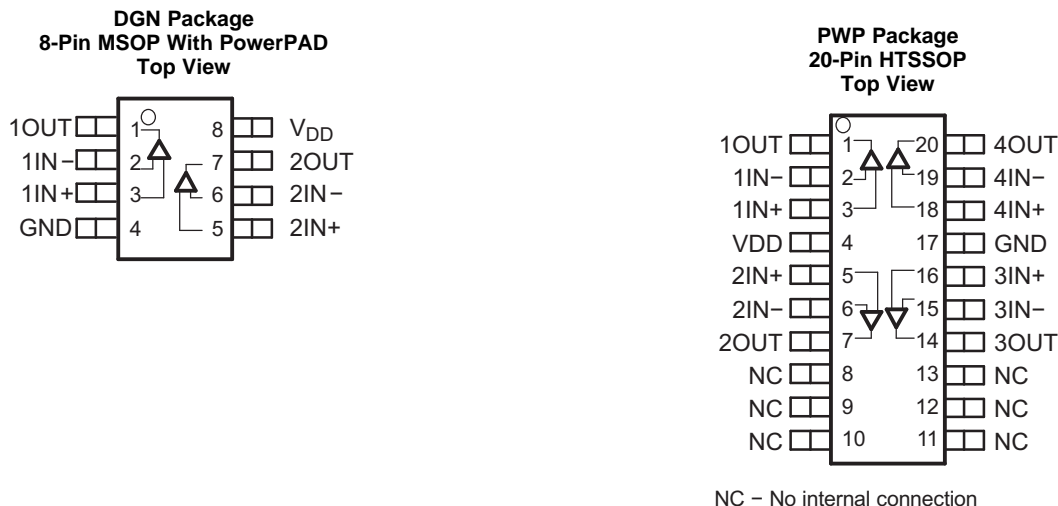 DGN Package
8-Pin MSOP With PowerPAD
Top View
1OUT 1 8 VDD
1IN− 2 7 2OUT
1IN+ 3 6 2IN−
GND 4 5 2IN+
PWP Package
20-Pin HTSSOP
Top View
1OUT 1 20 4OUT
1IN− 2 19 4IN−
1IN+ 3 18 4IN+
VDD 4 17 GND
2IN+ 5 16 3IN+
2IN− 6 15 3IN−
2OUT 7 14 3OUT
NC 8 13 NC
NC 9 12 NC
NC 10 11 NC
NC − No internal connection